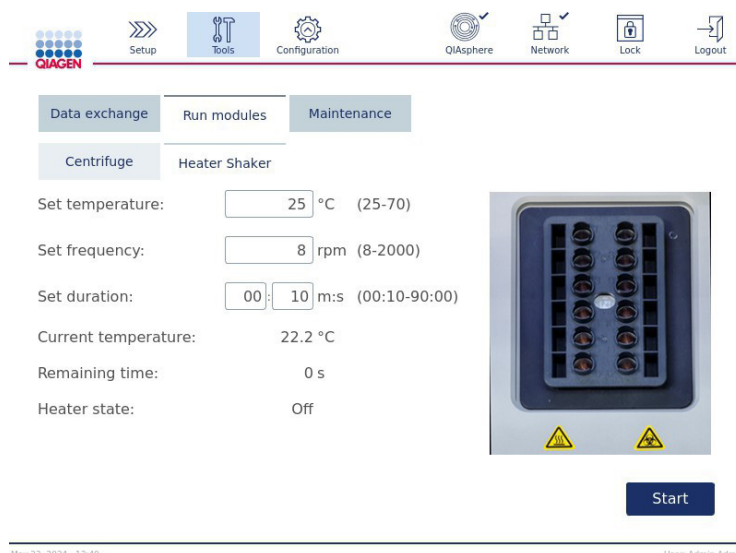 QIAGEN
Setup
Tools
Configuration
QIAsphere
Network
Lock
Logout
Data exchange
Run modules
Maintenance
Centrifuge
Heater Shaker
Set temperature: 25 °C (25-70)
Set frequency: 8 rpm (8-2000)
Set duration: 00: 10 m:s (00:10-90:00)
Current temperature: 22.2 °C
Remaining time: 0 s
Heater state: Off
Start